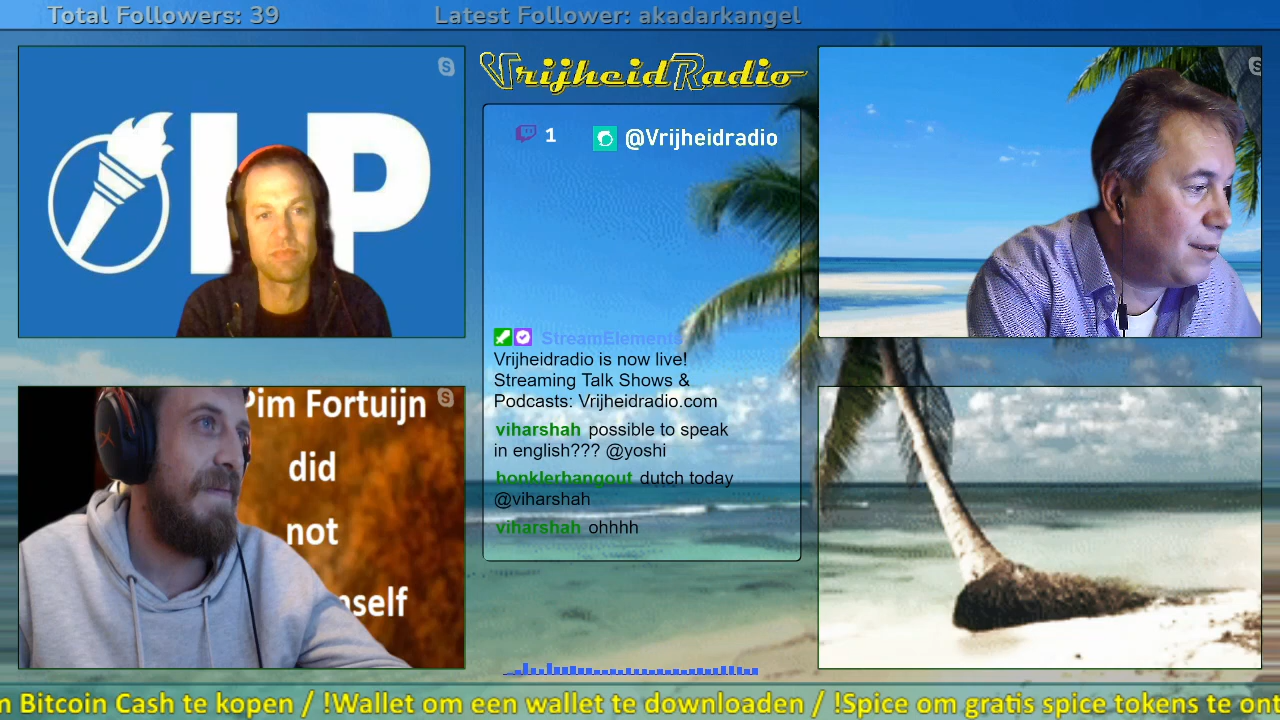 Total Followers: 39
Latest Follower: akadarkangel
VrijheidRadio
LP
1
@Vrijheidradio
StreamElements
Vrijheidradio is now live!
Streaming Talk Shows &
Podcasts: Vrijheidradio.com
viharshah possible to speak
in english??? @yoshi
honklerhangout dutch today
@viharshah
viharshah ohhhh
Pim Fortuijn
did
not
Bitcoin Cash te kopen / !Wallet om een wallet te downloaden / !Spice om gratis spice tokens te